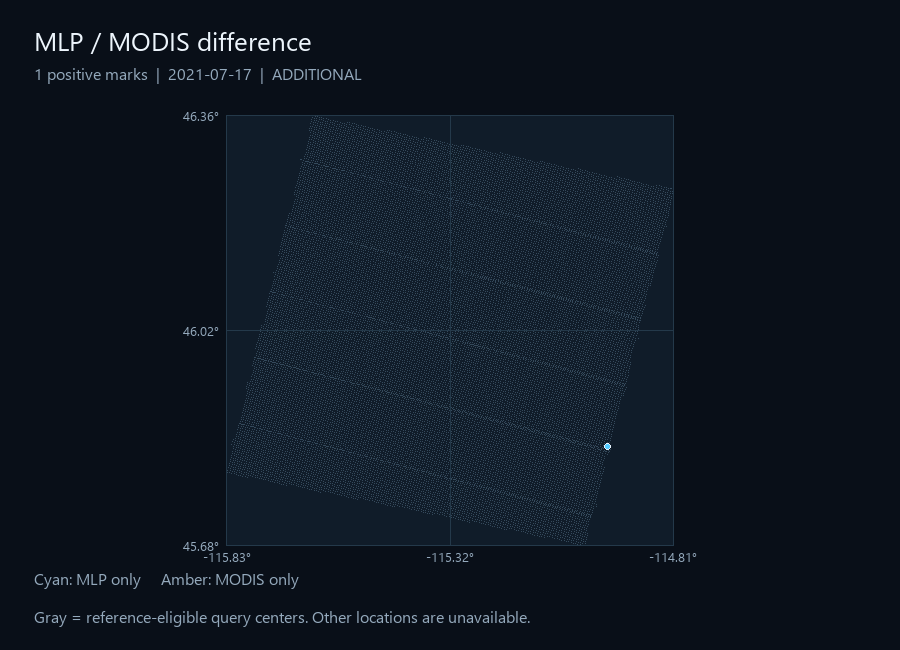 MLP / MODIS difference
1 positive marks | 2021-07-17 | ADDITIONAL
46.36°
46.02°
45.68°
-115.83° -115.32° -114.81°
Cyan: MLP only Amber: MODIS only
Gray = reference-eligible query centers. Other locations are unavailable.